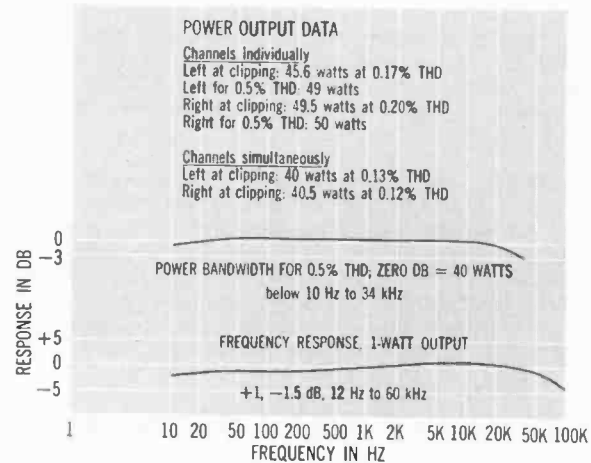 POWER OUTPUT DATA
Channels individually
Left at clipping: 45.6 watts at 0.17% THD
Left for 0.5% THD: 49 watts
Right at clipping: 49.5 watts at 0.20% THD
Right for 0.5% THD: 50 watts
Channels simultaneously
Left at clipping: 40 watts at 0.13% THD
Right at clipping: 40.5 watts at 0.12% THD
RESPONSE IN DB
0
−3
POWER BANDWIDTH FOR 0.5% THD; ZERO DB = 40 WATTS
below 10 Hz to 34 kHz
+5
0
−5
FREQUENCY RESPONSE, 1-WATT OUTPUT
+1, −1.5 dB, 12 Hz to 60 kHz
1 10 20 50 100 200 500 1K 2K 5K 10K 20K 50K 100K
FREQUENCY IN HZ